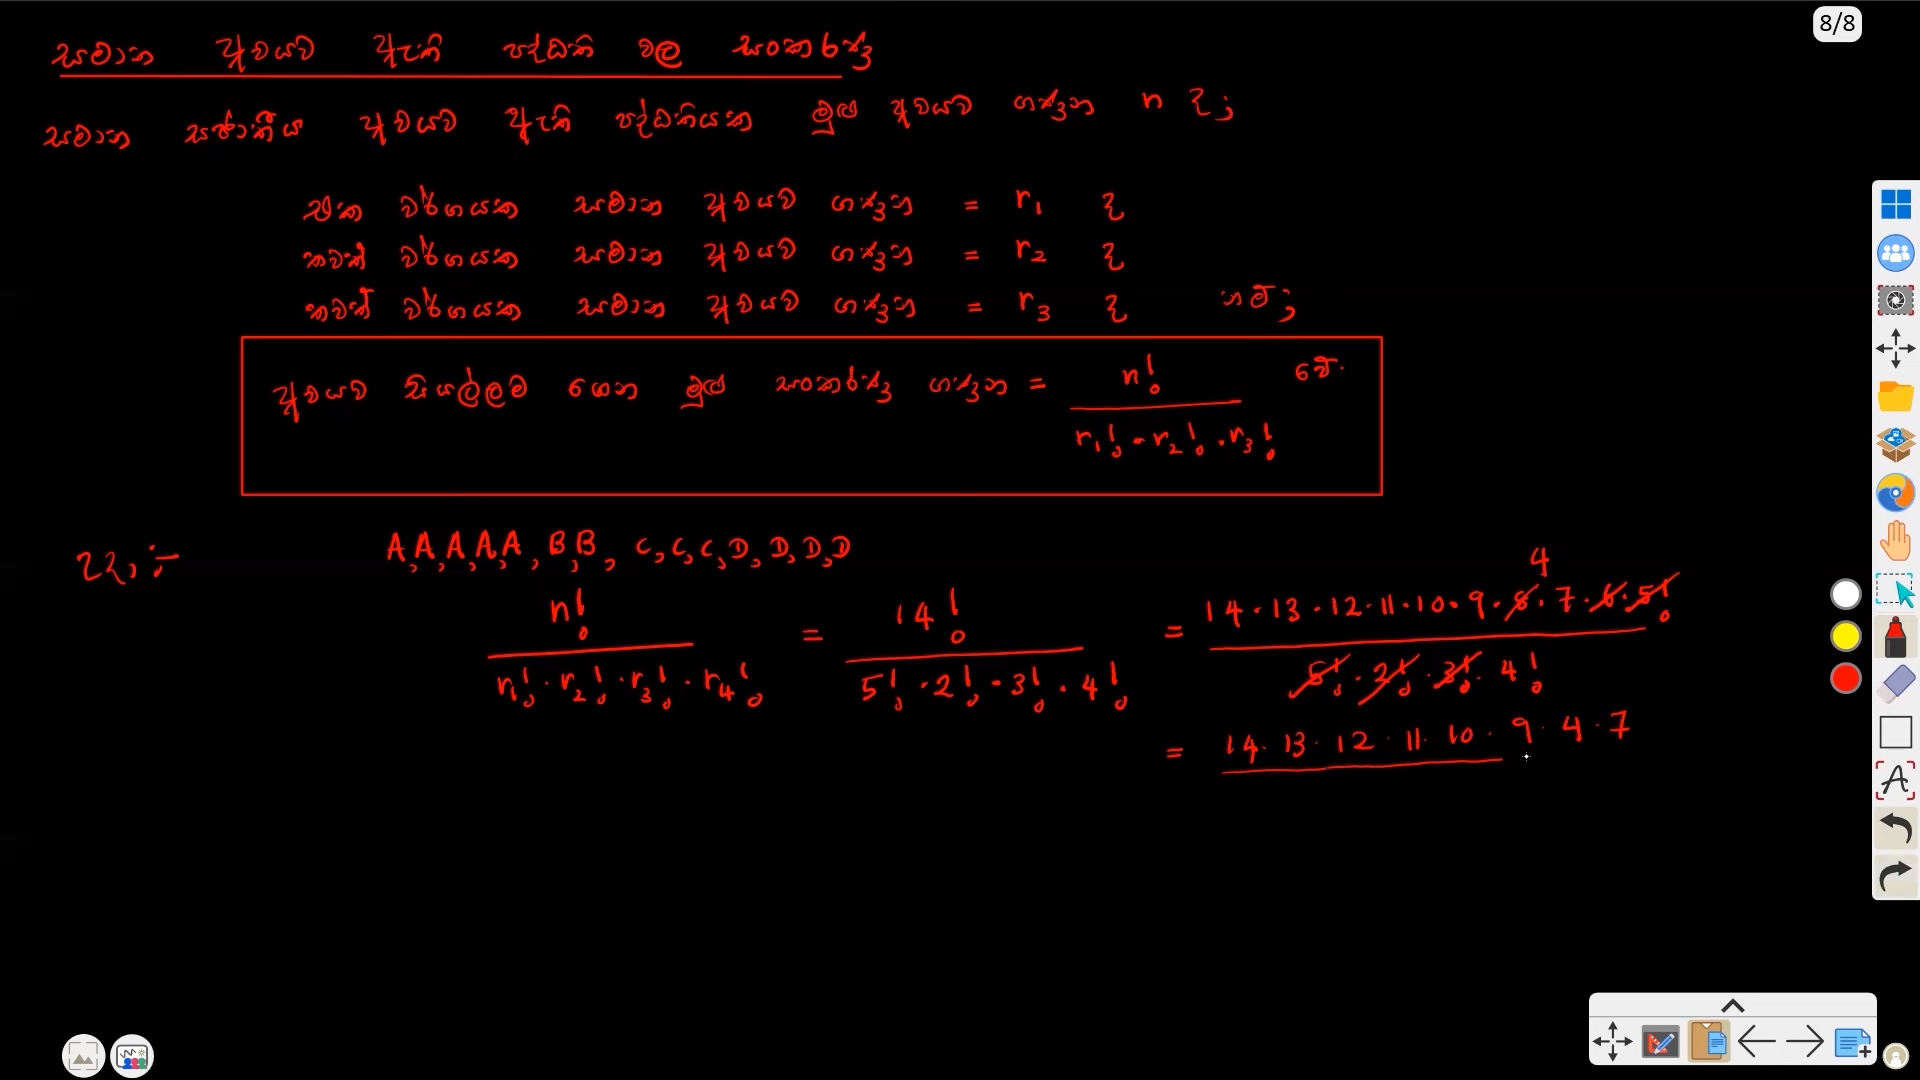 8/8
සමාන අවයව ඇති පද්ධති වල සංකරණ
සමාන සජාතීය අවයව ඇති පද්ධතියක මුළු අවයව ගණන n ද;
එක වර්ගයක සමාන අවයව ගණන = r₁ ද
තවත් වර්ගයක සමාන අවයව ගණන = r₂ ද
තවත් වර්ගයක සමාන අවයව ගණන = r₃ ද නම්;
අවයව සියල්ලම ගෙන මුළු සංකරණ ගණන = n! / (r₁! · r₂! · r₃!) වේ.
උදා :- A, A, A, A, A, B, B, C, C, C, D, D, D, D
n! / (r₁! · r₂! · r₃! · r₄!) = 14! / (5! · 2! · 3! · 4!) = 14 · 13 · 12 · 11 · 10 · 9 · 8 4 · 7 · 6 · 5! / (5! · 2! · 3! · 4!)
= 14 · 13 · 12 · 11 · 10 · 9 · 4 · 7